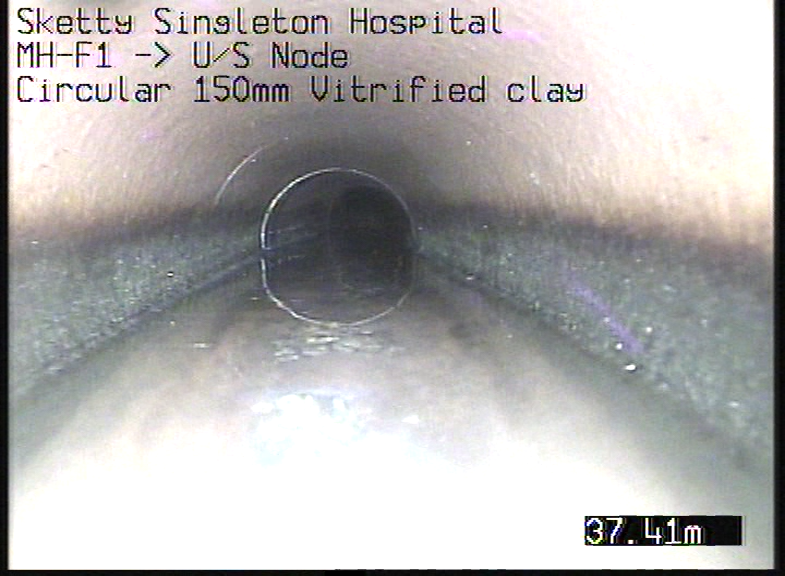 Sketty Singleton Hospital
MH-F1 -> U/S Node
Circular 150mm Vitrified clay
37.41m